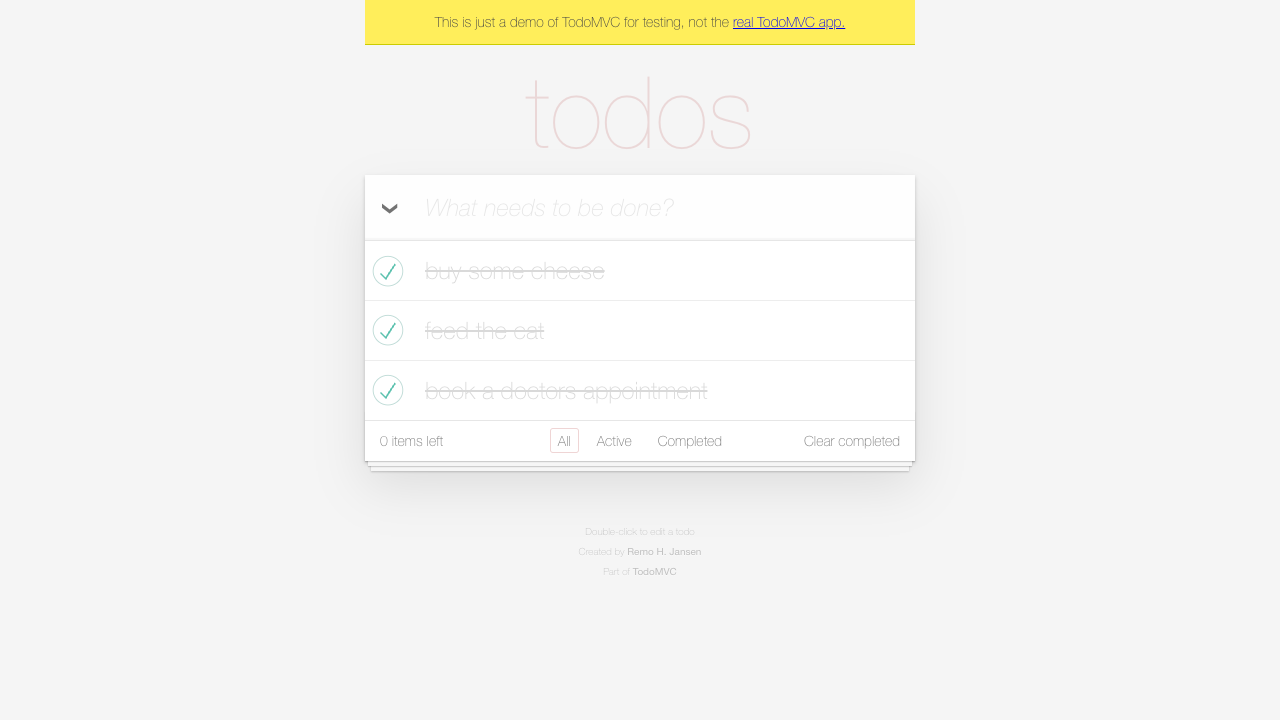 This is just a demo of TodoMVC for testing, not the real TodoMVC app.
todos
What needs to be done?
buy some cheese
feed the cat
book a doctors appointment
0 items left All Active Completed Clear completed
Double-click to edit a todo
Created by Remo H. Jansen
Part of TodoMVC